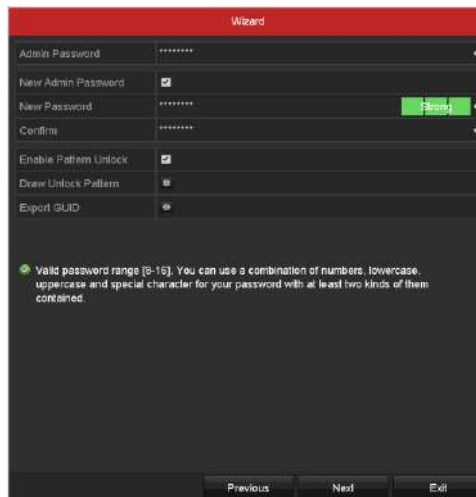 Wizard
Admin Password ********
New Admin Password
New Password ******** Strong
Confirm ********
Enable Pattern Unlock
Draw Unlock Pattern
Export GUID
Valid password range [8-16]. You can use a combination of numbers, lowercase,
uppercase and special character for your password with at least two kinds of them
contained.
Previous Next Exit